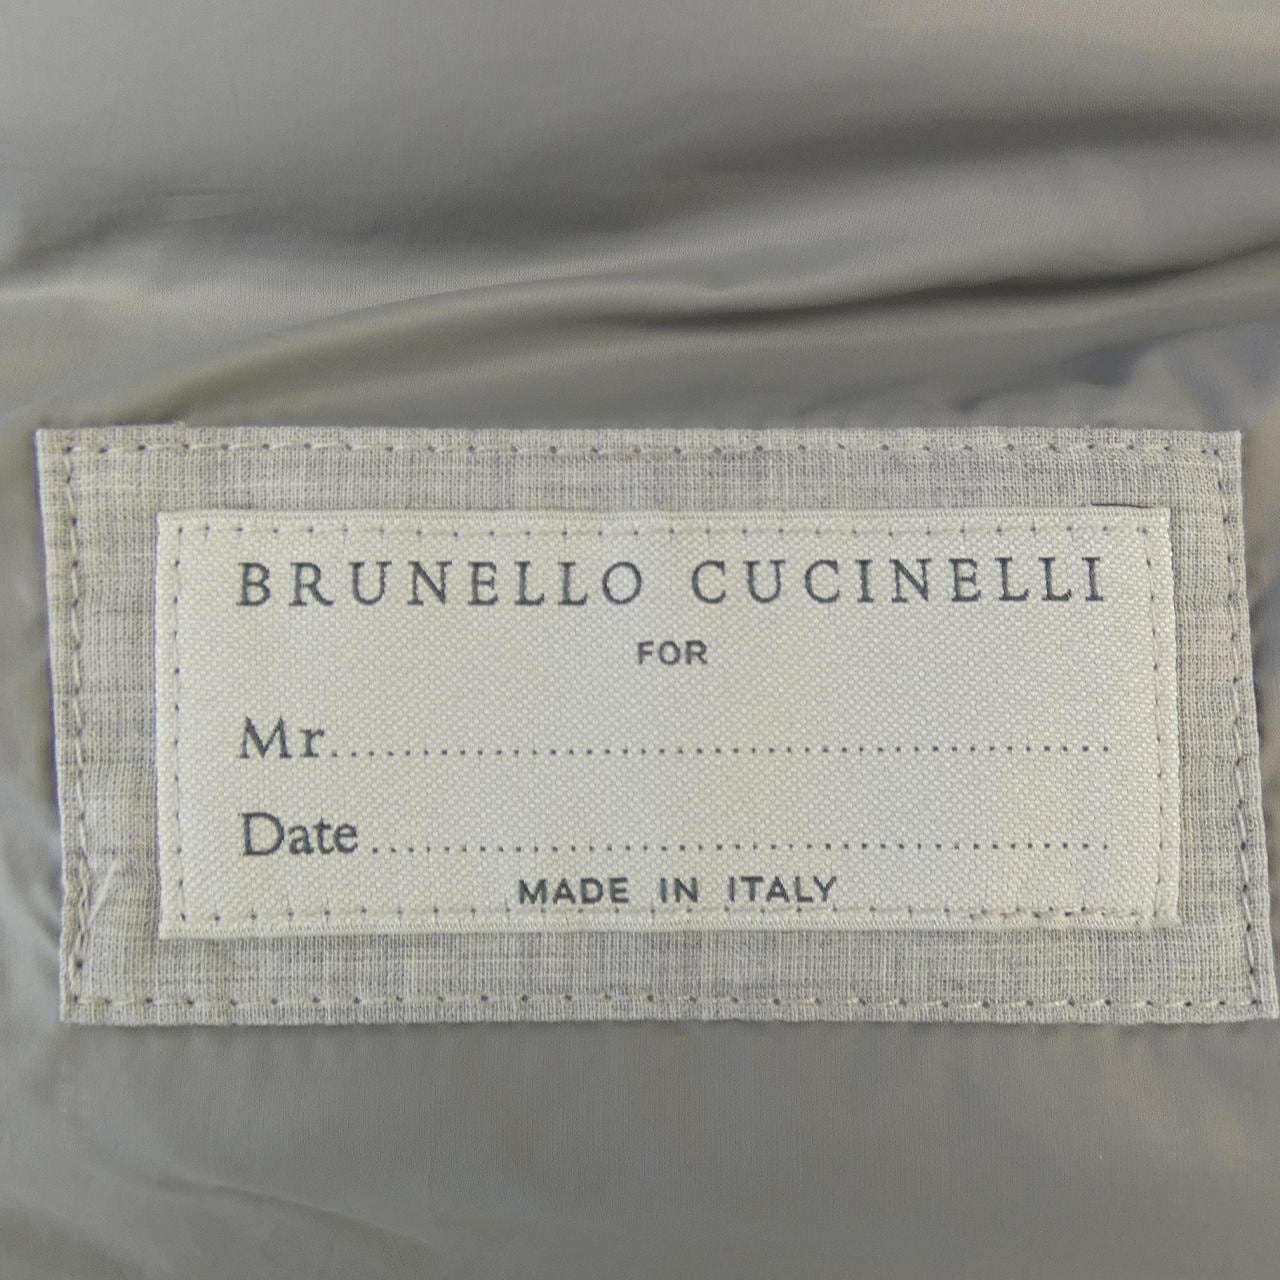 BRUNELLO CUCINELLI
FOR
Mr..........................................................
Date..........................................................
MADE IN ITALY